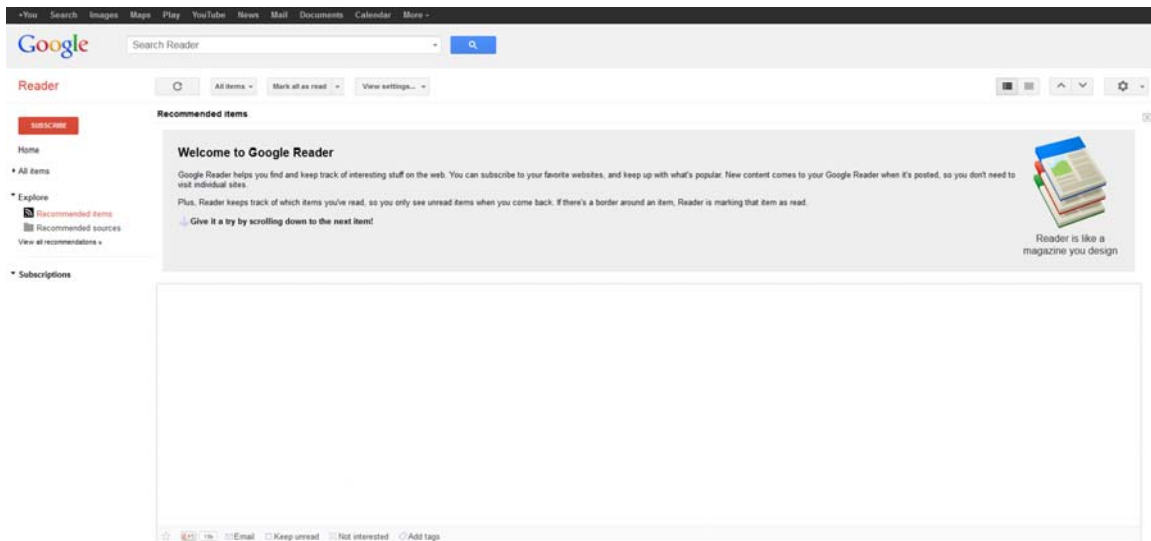 +You Search Images Maps Play YouTube News Mail Documents Calendar More
Google
Search Reader
Reader
All items
Mark all as read
View settings...
SUBSCRIBE
Home
All items
Explore
Recommended items
Recommended sources
View all recommendations »
Subscriptions
Recommended items
Welcome to Google Reader
Google Reader helps you find and keep track of interesting stuff on the web. You can subscribe to your favorite websites, and keep up with what's popular. New content comes to your Google Reader when it's posted, so you don't need to
visit individual sites.
Plus, Reader keeps track of which items you've read, so you only see unread items when you come back. If there's a border around an item, Reader is marking that item as read.
Give it a try by scrolling down to the next item!
Reader is like a
magazine you design
Email Keep unread Not interested Add tags